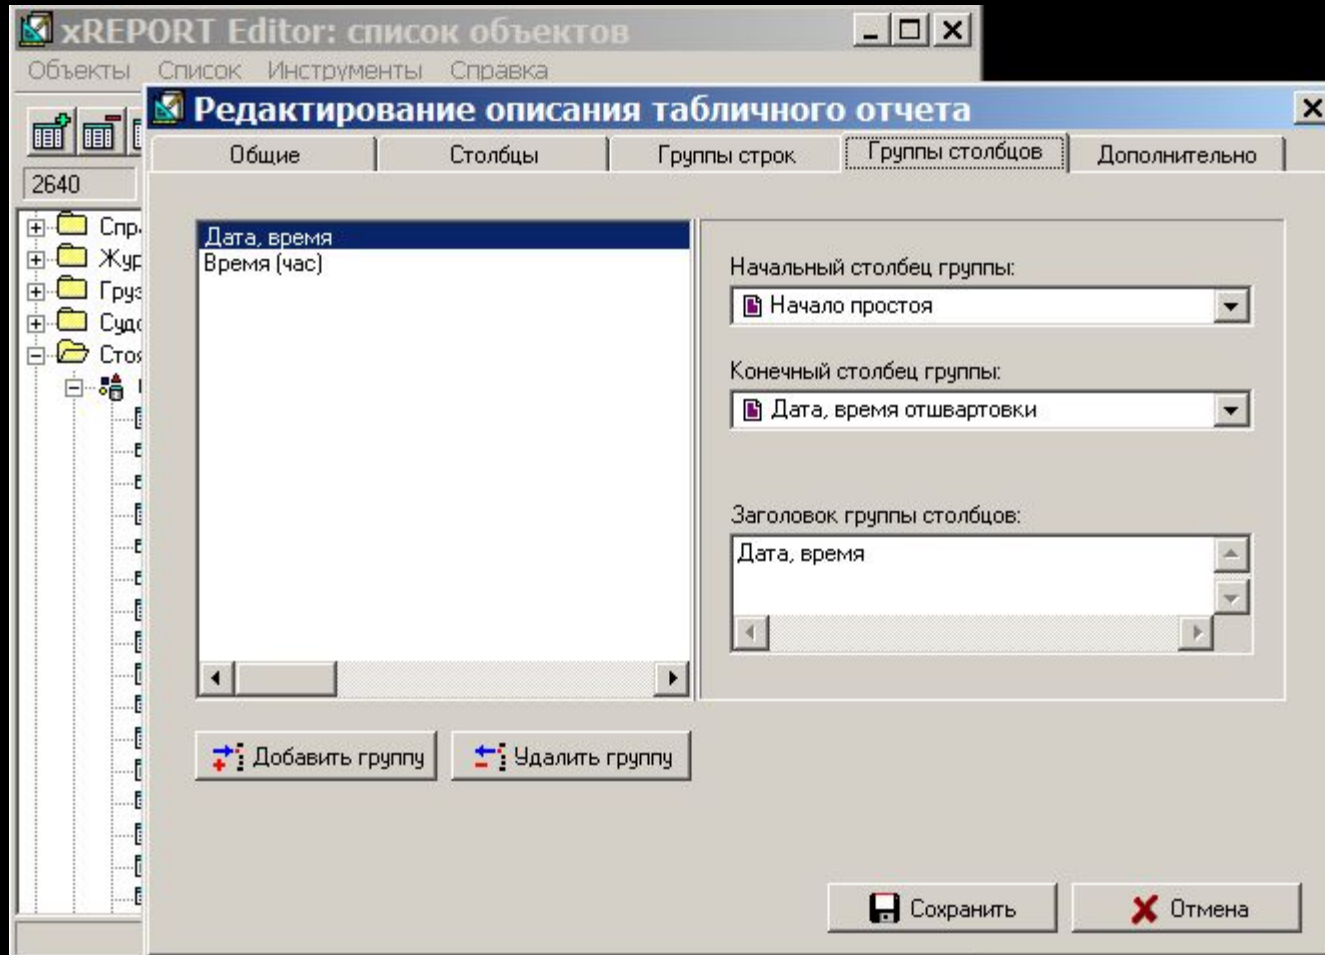 xREPORT Editor: список объектов
Объекты Список Инструменты Справка
Редактирование описания табличного отчета
Общие Столбцы Группы строк Группы столбцов Дополнительно
2640
Дата, время
Время (час)
Начальный столбец группы:
Начало простоя
Конечный столбец группы:
Дата, время отшвартовки
Заголовок группы столбцов:
Дата, время
Добавить группу Удалить группу
Сохранить Отмена